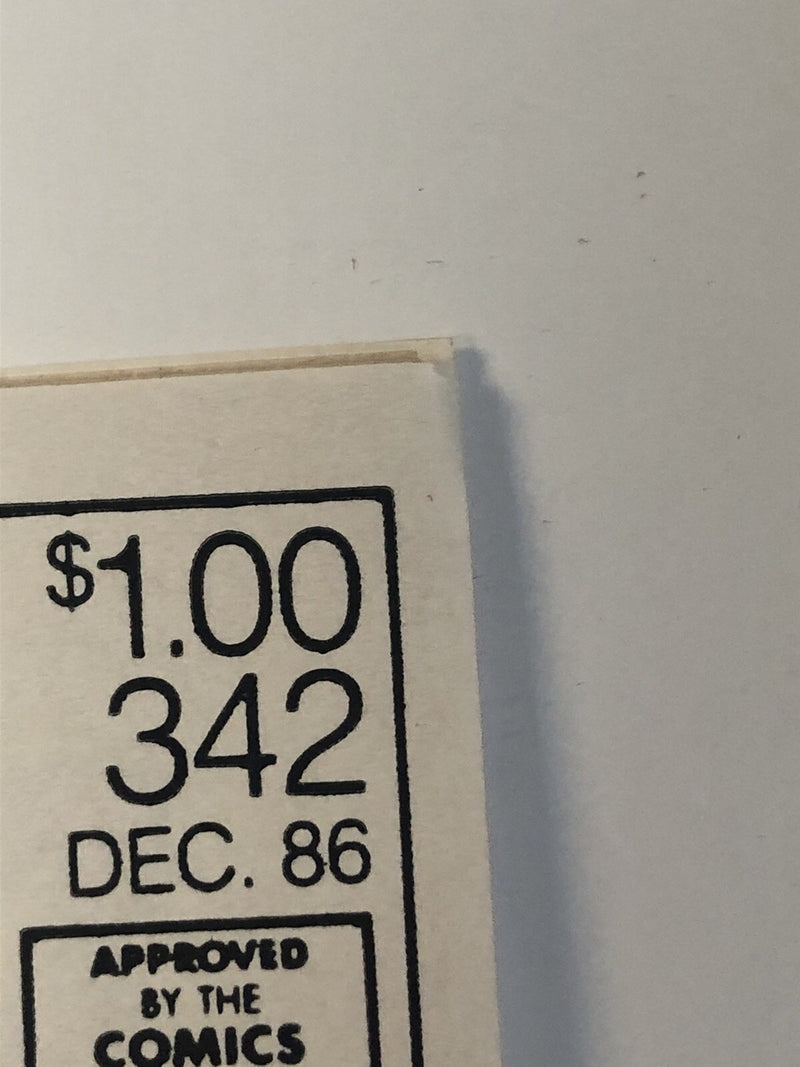 $1.00
342
DEC. 86
APPROVED
BY THE
COMICS